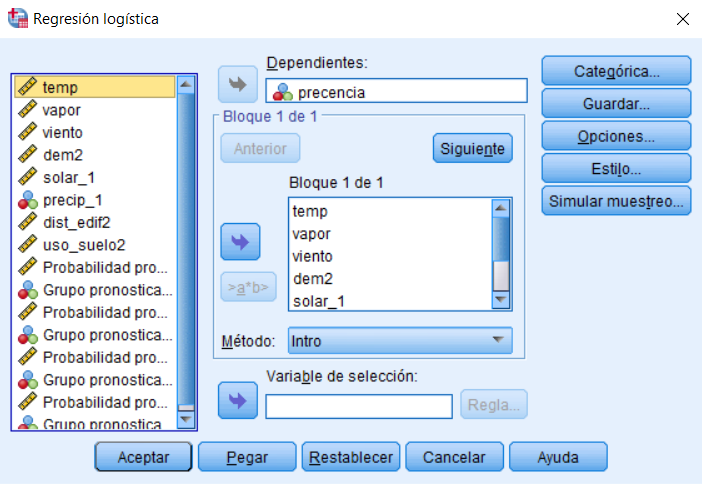 Regresión logística
temp
vapor
viento
dem2
solar_1
precip_1
dist_edif2
uso_suelo2
Probabilidad pro...
Grupo pronostica...
Probabilidad pro...
Grupo pronostica...
Probabilidad pro...
Grupo pronostica...
Probabilidad pro...
Grupo pronostica...
Dependientes:
precencia
Bloque 1 de 1
Anterior
Siguiente
Bloque 1 de 1
temp
vapor
viento
dem2
solar_1
>a*b>
Método:
Intro
Variable de selección:
Regla...
Categórica...
Guardar...
Opciones...
Estilo...
Simular muestreo...
Aceptar
Pegar
Restablecer
Cancelar
Ayuda